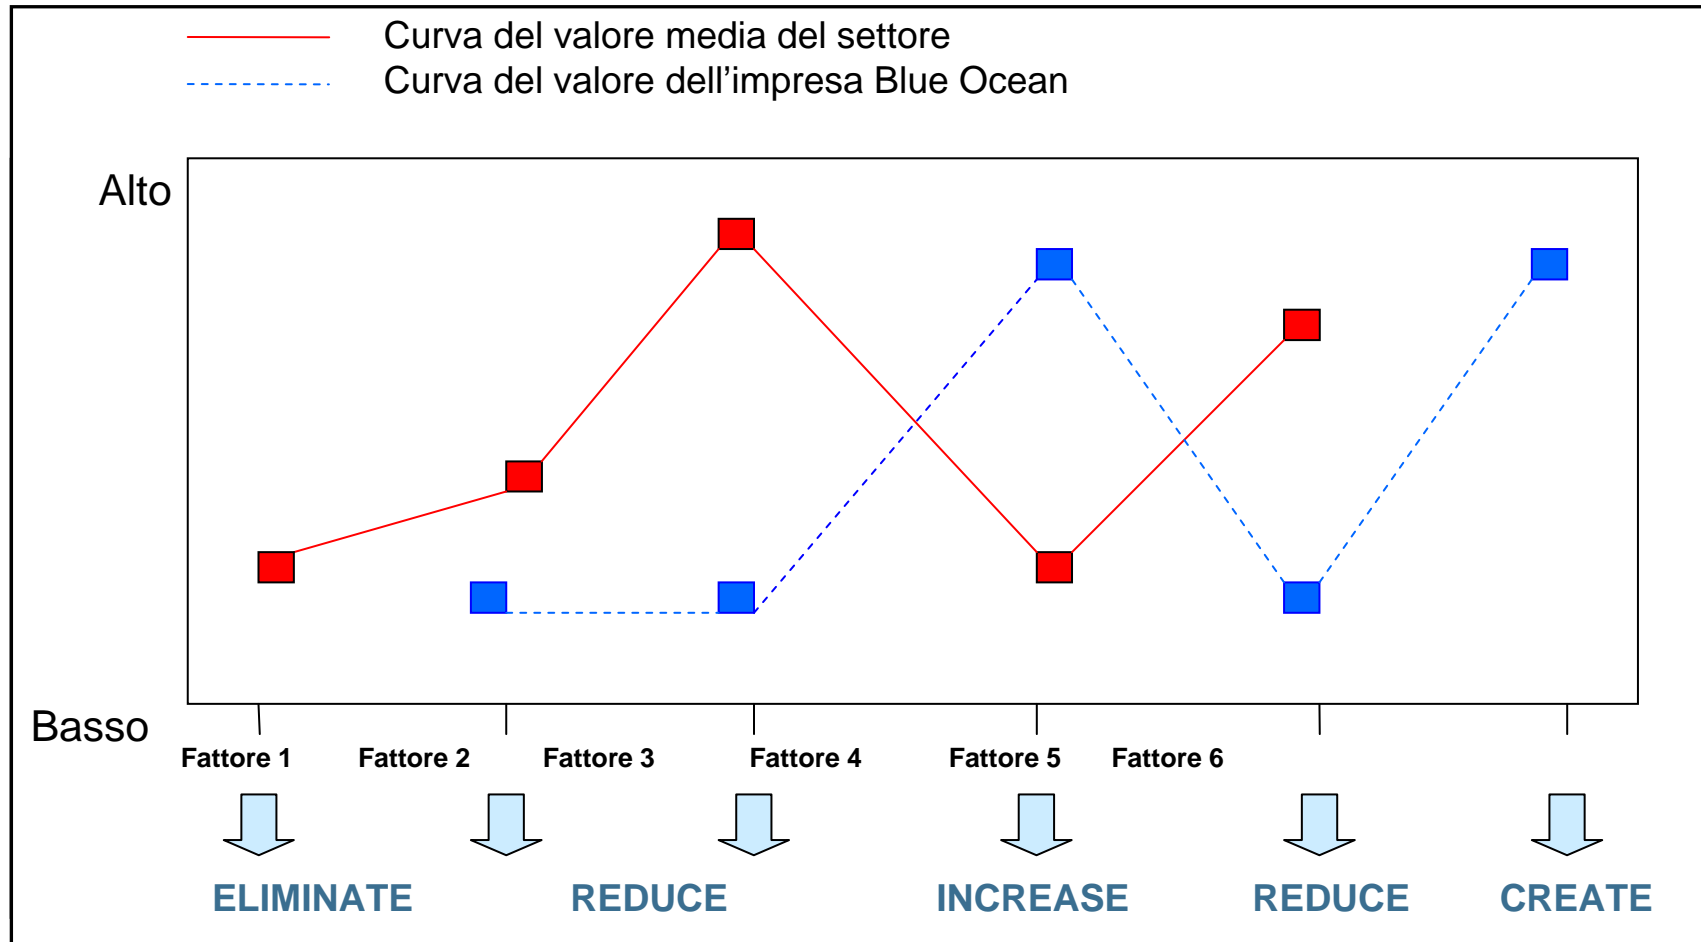 Curva del valore media del settore
Curva del valore dell'impresa Blue Ocean
Alto
Basso
Fattore 1 Fattore 2 Fattore 3 Fattore 4 Fattore 5 Fattore 6
ELIMINATE REDUCE INCREASE REDUCE CREATE